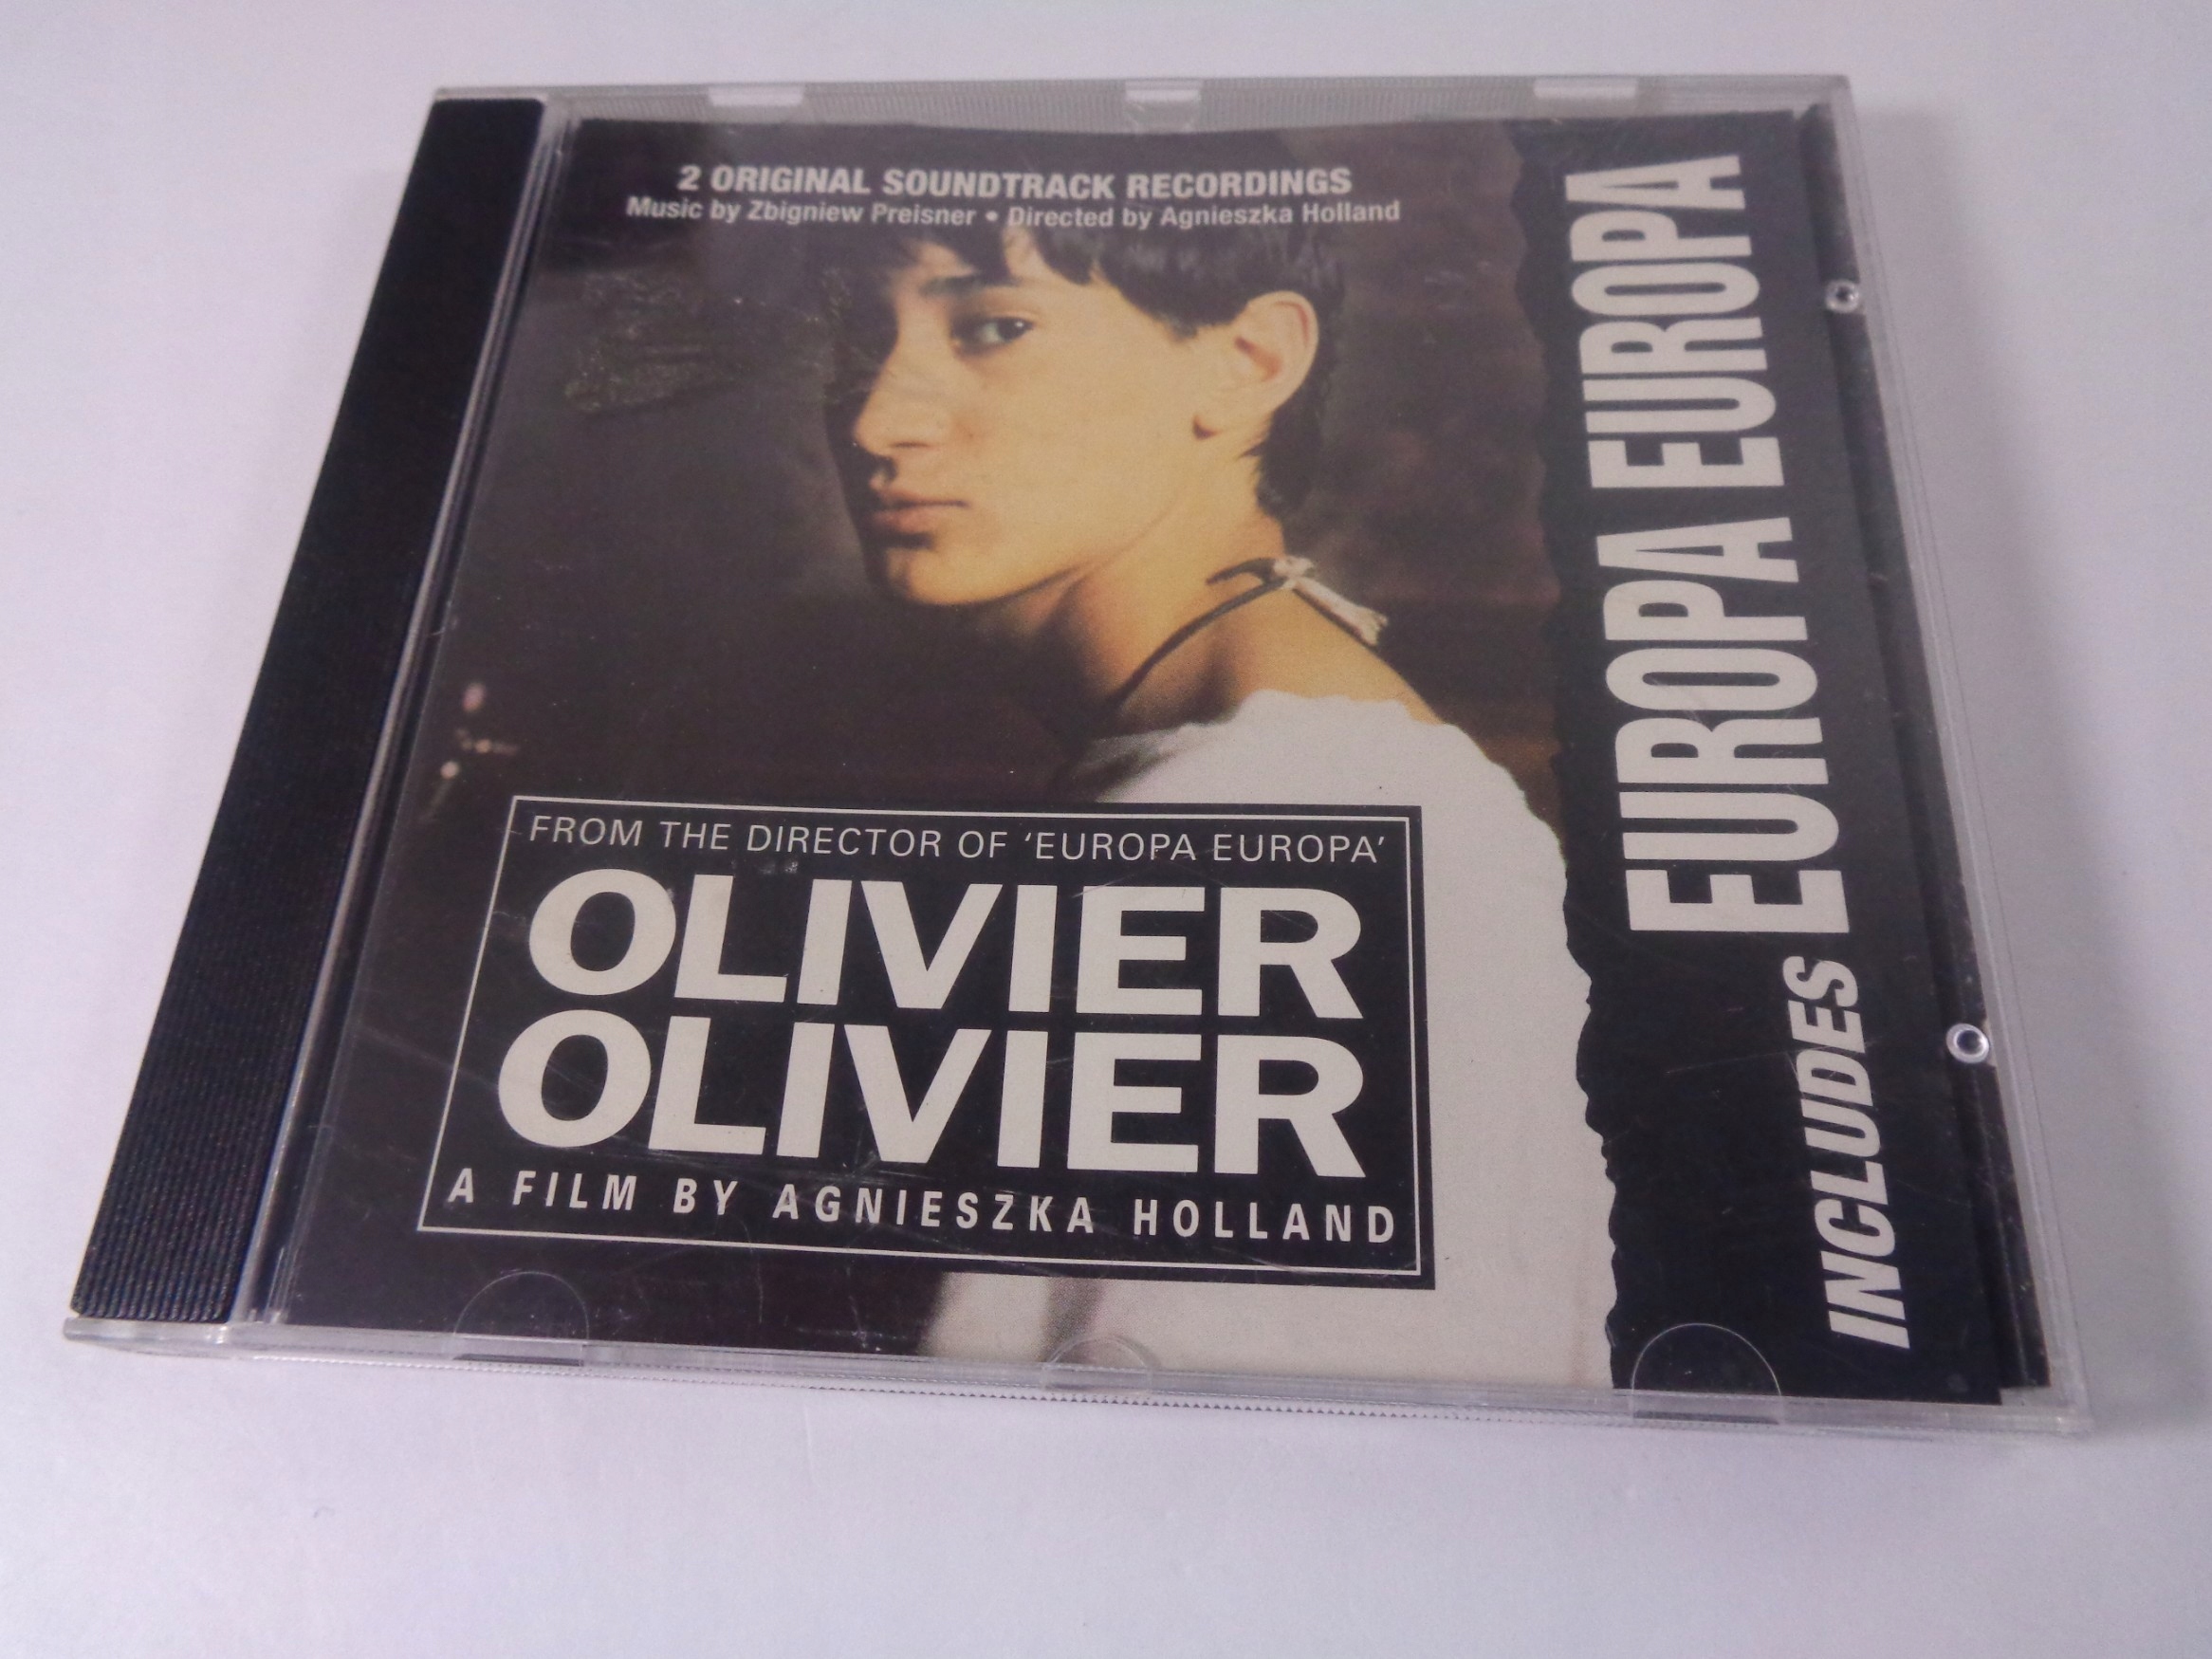 2 ORIGINAL SOUNDTRACK RECORDINGS
Music by Zbigniew Preisner • Directed by Agnieszka Holland
FROM THE DIRECTOR OF ‘EUROPA EUROPA’
OLIVIER
OLIVIER
A FILM BY AGNIESZKA HOLLAND
INCLUDES EUROPA EUROPA